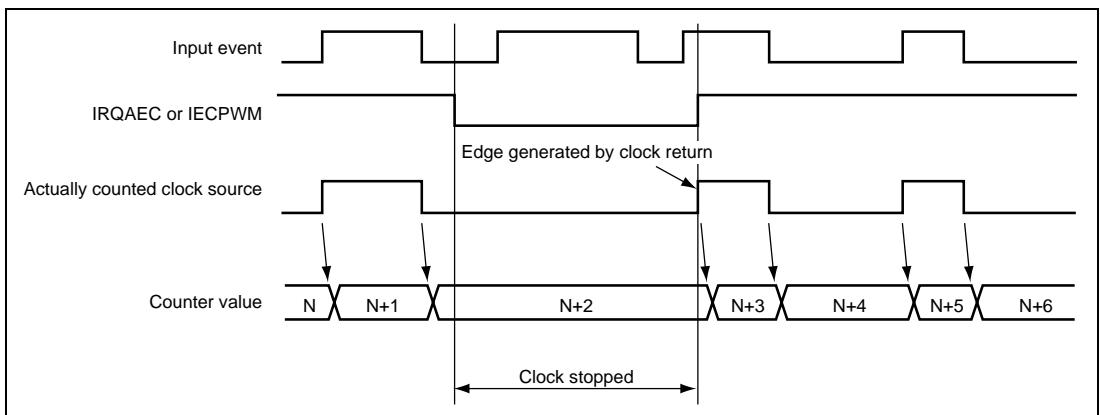 Input event
IRQAEC or IECPWM
Edge generated by clock return
Actually counted clock source
Counter value
N N+1 N+2 N+3 N+4 N+5 N+6
Clock stopped